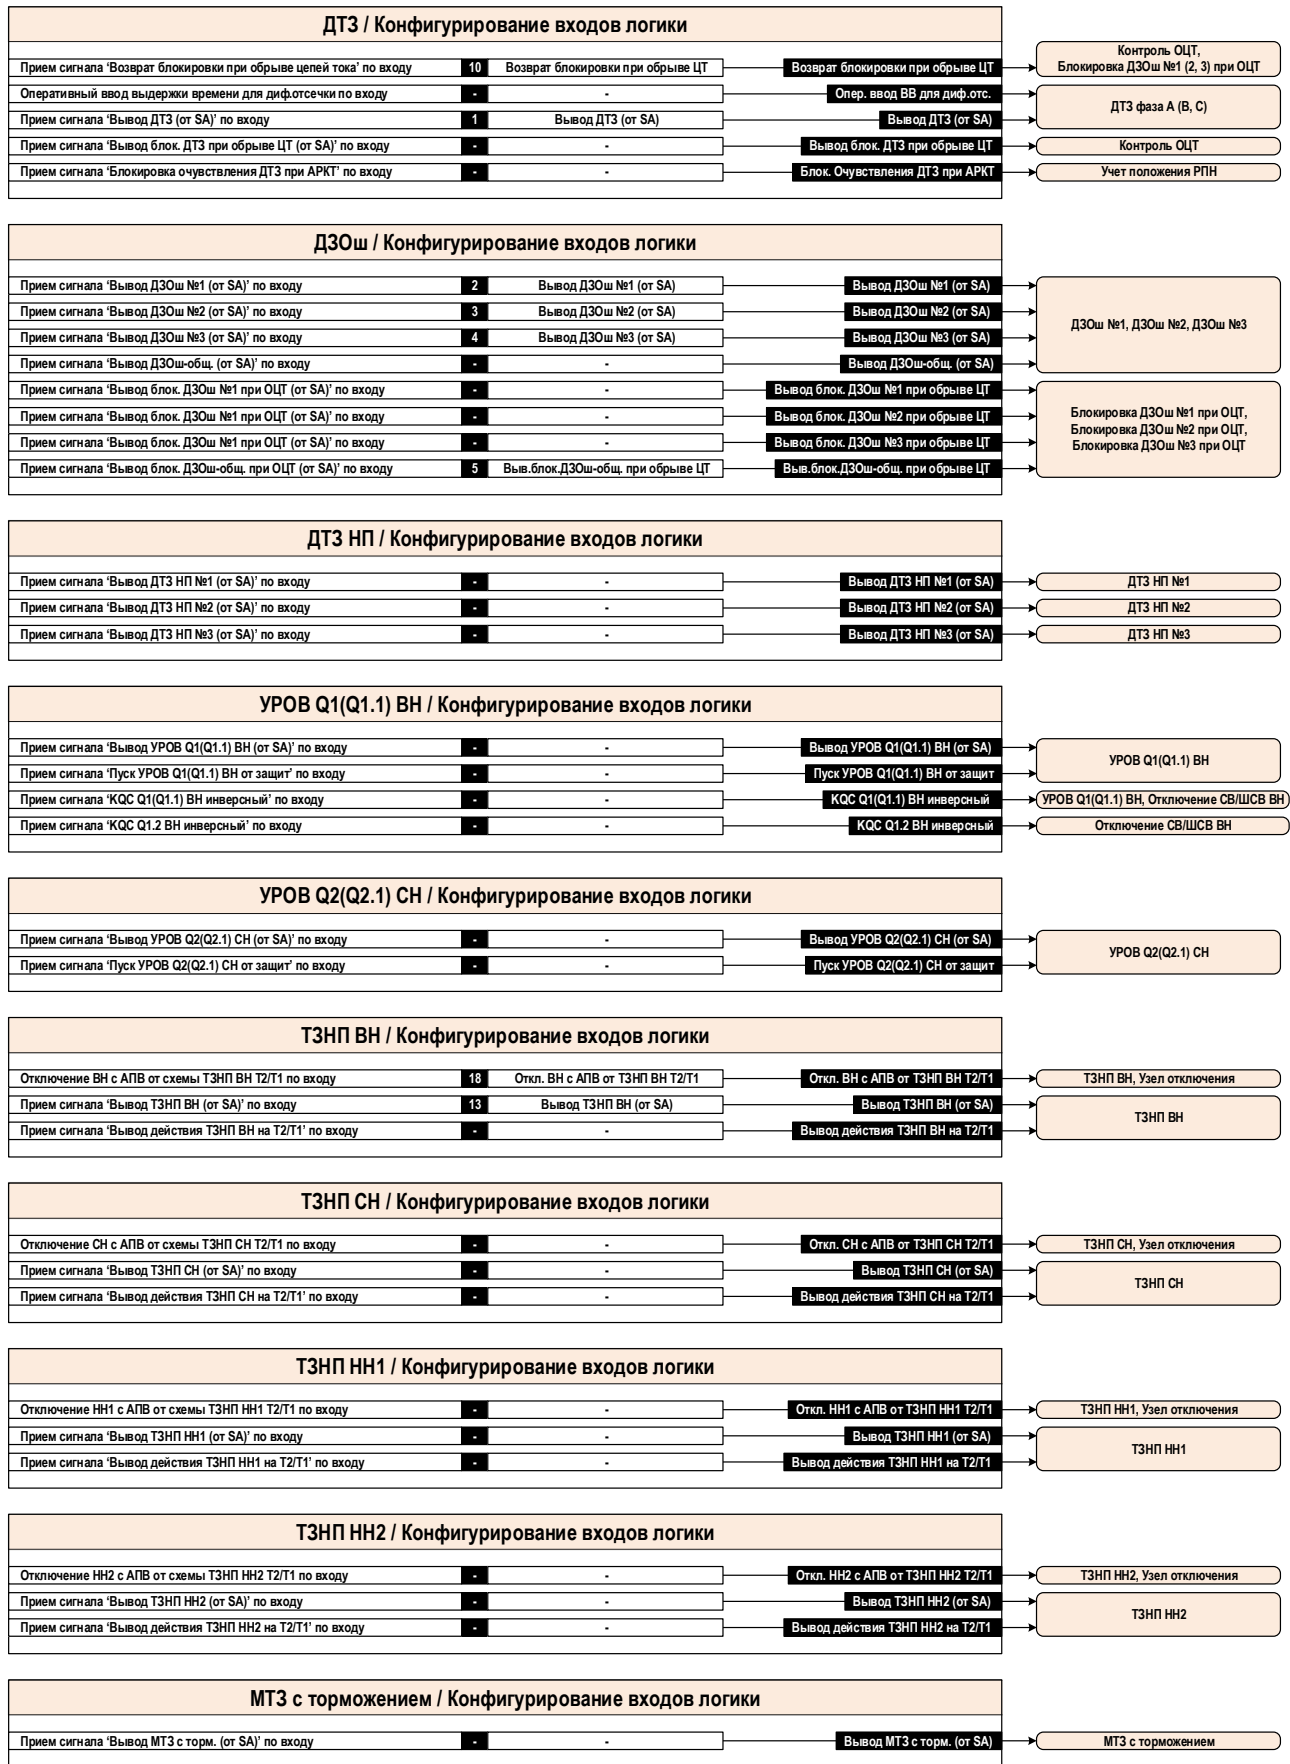 ДТЗ / Конфигурирование входов логики
Прием сигнала ‘Возврат блокировки при обрыве цепей тока’ по входу 10 Возврат блокировки при обрыве ЦТ Возврат блокировки при обрыве ЦТ Контроль ОЦТ,
Блокировка ДЗОш №1 (2, 3) при ОЦТ
Оперативный ввод выдержки времени для диф.отсечки по входу - - Опер. ввод ВВ для диф.отс.
ДТЗ фаза А (В, С)
Прием сигнала ‘Вывод ДТЗ (от SA)’ по входу 1 Вывод ДТЗ (от SA) Вывод ДТЗ (от SA)
Прием сигнала ‘Вывод блок. ДТЗ при обрыве ЦТ (от SA)’ по входу - - Вывод блок. ДТЗ при обрыве ЦТ Контроль ОЦТ
Прием сигнала ‘Блокировка очувствления ДТЗ при АРКТ’ по входу - - Блок. Очувствления ДТЗ при АРКТ Учет положения РПН
ДЗОш / Конфигурирование входов логики
Прием сигнала ‘Вывод ДЗОш №1 (от SA)’ по входу 2 Вывод ДЗОш №1 (от SA) Вывод ДЗОш №1 (от SA)
Прием сигнала ‘Вывод ДЗОш №2 (от SA)’ по входу 3 Вывод ДЗОш №2 (от SA) Вывод ДЗОш №2 (от SA)
ДЗОш №1, ДЗОш №2, ДЗОш №3
Прием сигнала ‘Вывод ДЗОш №3 (от SA)’ по входу 4 Вывод ДЗОш №3 (от SA) Вывод ДЗОш №3 (от SA)
Прием сигнала ‘Вывод ДЗОш-общ. (от SA)’ по входу - - Вывод ДЗОш-общ. (от SA)
Прием сигнала ‘Вывод блок. ДЗОш №1 при ОЦТ (от SA)’ по входу - - Вывод блок. ДЗОш №1 при обрыве ЦТ
Прием сигнала ‘Вывод блок. ДЗОш №1 при ОЦТ (от SA)’ по входу - - Вывод блок. ДЗОш №2 при обрыве ЦТ
Блокировка ДЗОш №1 при ОЦТ,
Блокировка ДЗОш №2 при ОЦТ,
Блокировка ДЗОш №3 при ОЦТ
Прием сигнала ‘Вывод блок. ДЗОш №1 при ОЦТ (от SA)’ по входу - - Вывод блок. ДЗОш №3 при обрыве ЦТ
Прием сигнала ‘Вывод блок. ДЗОш-общ. при ОЦТ (от SA)’ по входу 5 Выв.блок.ДЗОш-общ. при обрыве ЦТ Выв.блок.ДЗОш-общ. при обрыве ЦТ
ДТЗ НП / Конфигурирование входов логики
Прием сигнала ‘Вывод ДТЗ НП №1 (от SA)’ по входу - - Вывод ДТЗ НП №1 (от SA) ДТЗ НП №1
Прием сигнала ‘Вывод ДТЗ НП №2 (от SA)’ по входу - - Вывод ДТЗ НП №2 (от SA) ДТЗ НП №2
Прием сигнала ‘Вывод ДТЗ НП №3 (от SA)’ по входу - - Вывод ДТЗ НП №3 (от SA) ДТЗ НП №3
УРОВ Q1(Q1.1) ВН / Конфигурирование входов логики
Прием сигнала ‘Вывод УРОВ Q1(Q1.1) ВН (от SA)’ по входу - - Вывод УРОВ Q1(Q1.1) ВН (от SA)
УРОВ Q1(Q1.1) ВН
Прием сигнала ‘Пуск УРОВ Q1(Q1.1) ВН от защит’ по входу - - Пуск УРОВ Q1(Q1.1) ВН от защит
Прием сигнала ‘KQC Q1(Q1.1) ВН инверсный’ по входу - - KQC Q1(Q1.1) ВН инверсный УРОВ Q1(Q1.1) ВН, Отключение СВ/ШСВ ВН
Прием сигнала ‘KQC Q1.2 ВН инверсный’ по входу - - KQC Q1.2 ВН инверсный Отключение СВ/ШСВ ВН
УРОВ Q2(Q2.1) СН / Конфигурирование входов логики
Прием сигнала ‘Вывод УРОВ Q2(Q2.1) СН (от SA)’ по входу - - Вывод УРОВ Q2(Q2.1) СН (от SA)
УРОВ Q2(Q2.1) СН
Прием сигнала ‘Пуск УРОВ Q2(Q2.1) СН от защит’ по входу - - Пуск УРОВ Q2(Q2.1) СН от защит
ТЗНП ВН / Конфигурирование входов логики
Отключение ВН с АПВ от схемы ТЗНП ВН Т2/Т1 по входу 18 Откл. ВН с АПВ от ТЗНП ВН Т2/Т1 Откл. ВН с АПВ от ТЗНП ВН Т2/Т1 ТЗНП ВН, Узел отключения
Прием сигнала ‘Вывод ТЗНП ВН (от SA)’ по входу 13 Вывод ТЗНП ВН (от SA) Вывод ТЗНП ВН (от SA)
ТЗНП ВН
Прием сигнала ‘Вывод действия ТЗНП ВН на Т2/Т1’ по входу - - Вывод действия ТЗНП ВН на Т2/Т1
ТЗНП СН / Конфигурирование входов логики
Отключение СН с АПВ от схемы ТЗНП СН Т2/Т1 по входу - - Откл. СН с АПВ от ТЗНП СН Т2/Т1 ТЗНП СН, Узел отключения
Прием сигнала ‘Вывод ТЗНП СН (от SA)’ по входу - - Вывод ТЗНП СН (от SA)
ТЗНП СН
Прием сигнала ‘Вывод действия ТЗНП СН на Т2/Т1’ по входу - - Вывод действия ТЗНП СН на Т2/Т1
ТЗНП НН1 / Конфигурирование входов логики
Отключение НН1 с АПВ от схемы ТЗНП НН1 Т2/Т1 по входу - - Откл. НН1 с АПВ от ТЗНП НН1 Т2/Т1 ТЗНП НН1, Узел отключения
Прием сигнала ‘Вывод ТЗНП НН1 (от SA)’ по входу - - Вывод ТЗНП НН1 (от SA)
ТЗНП НН1
Прием сигнала ‘Вывод действия ТЗНП НН1 на Т2/Т1’ по входу - - Вывод действия ТЗНП НН1 на Т2/Т1
ТЗНП НН2 / Конфигурирование входов логики
Отключение НН2 с АПВ от схемы ТЗНП НН2 Т2/Т1 по входу - - Откл. НН2 с АПВ от ТЗНП НН2 Т2/Т1 ТЗНП НН2, Узел отключения
Прием сигнала ‘Вывод ТЗНП НН2 (от SA)’ по входу - - Вывод ТЗНП НН2 (от SA)
ТЗНП НН2
Прием сигнала ‘Вывод действия ТЗНП НН2 на Т2/Т1’ по входу - - Вывод действия ТЗНП НН2 на Т2/Т1
МТЗ с торможением / Конфигурирование входов логики
Прием сигнала ‘Вывод МТЗ с торм. (от SA)’ по входу - - Вывод МТЗ с торм. (от SA) МТЗ с торможением